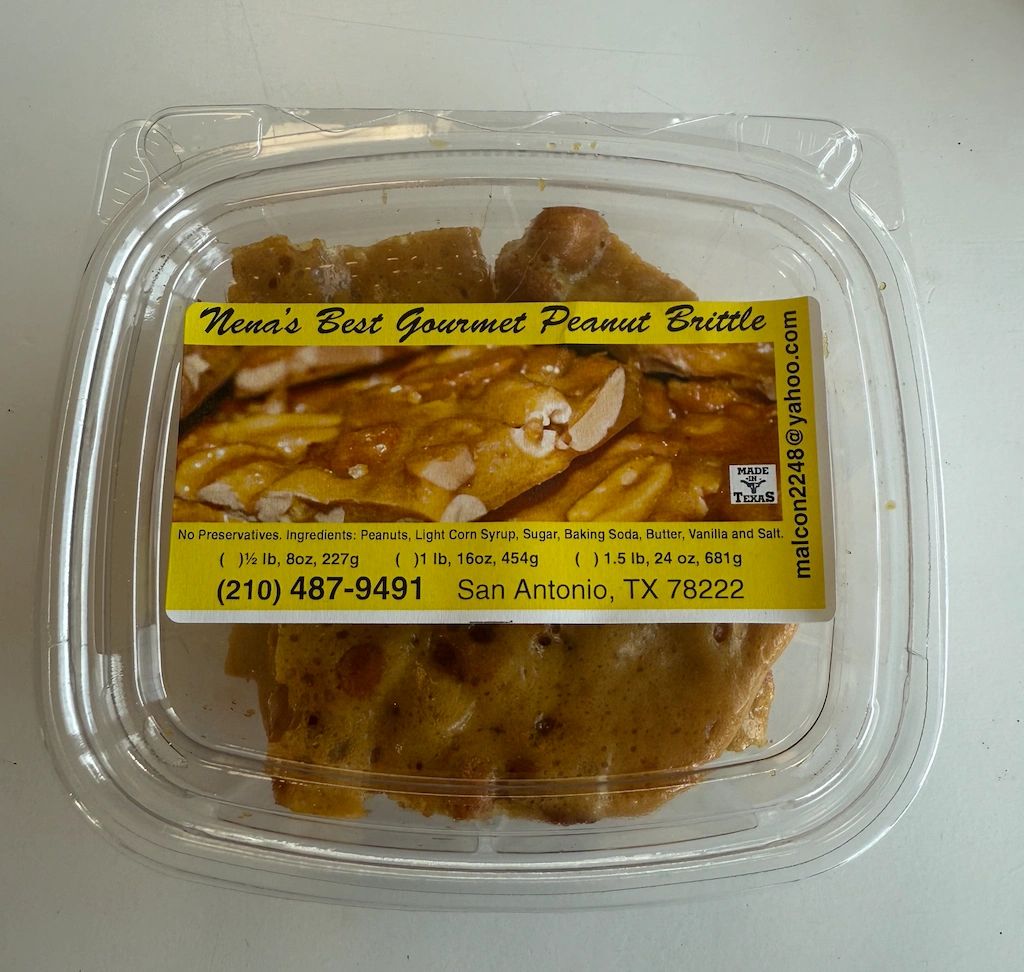 Nena's Best Gourmet Peanut Brittle
malcon2248@yahoo.com
MADE
-IN-
TEXAS
No Preservatives. Ingredients: Peanuts, Light Corn Syrup, Sugar, Baking Soda, Butter, Vanilla and Salt.
( )½ lb, 8oz, 227g ( )1 lb, 16oz, 454g ( ) 1.5 lb, 24 oz, 681g
(210) 487-9491 San Antonio, TX 78222